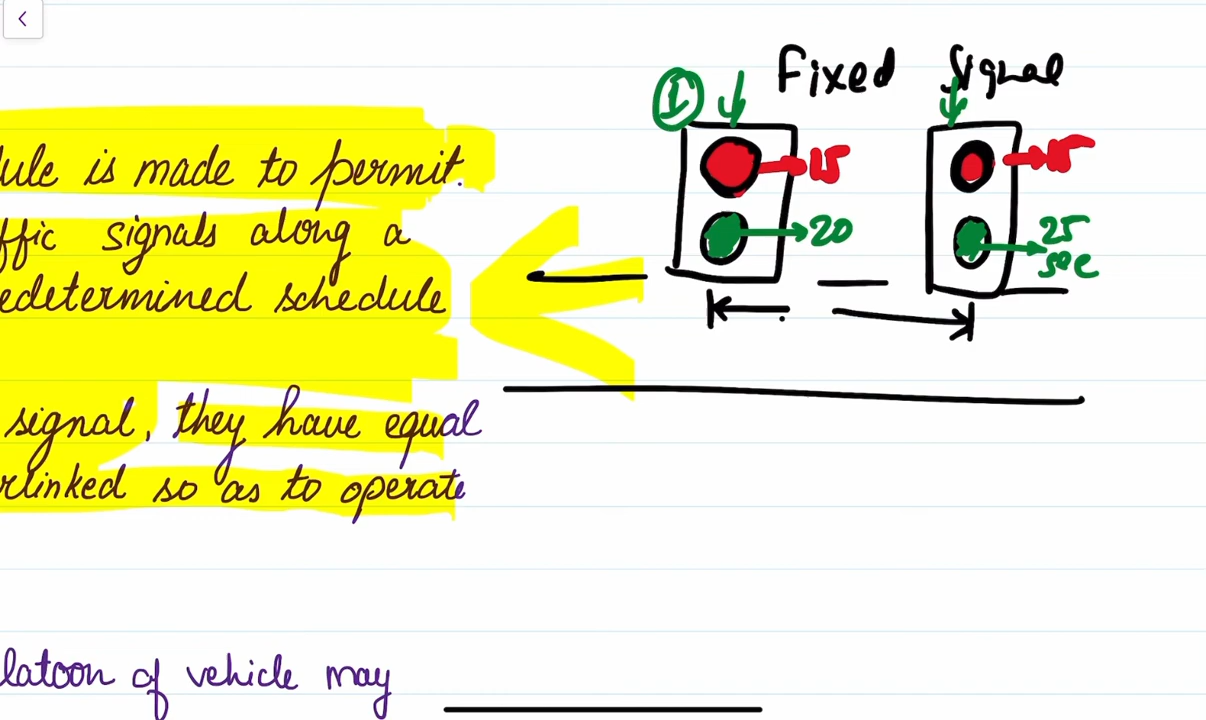 Fixed Signal
I
ule is made to permit.
15
15
ffic signals along a
20
25
sec
edetermined schedule
signal, they have equal
rlinked so as to operate
latoon of vehicle may